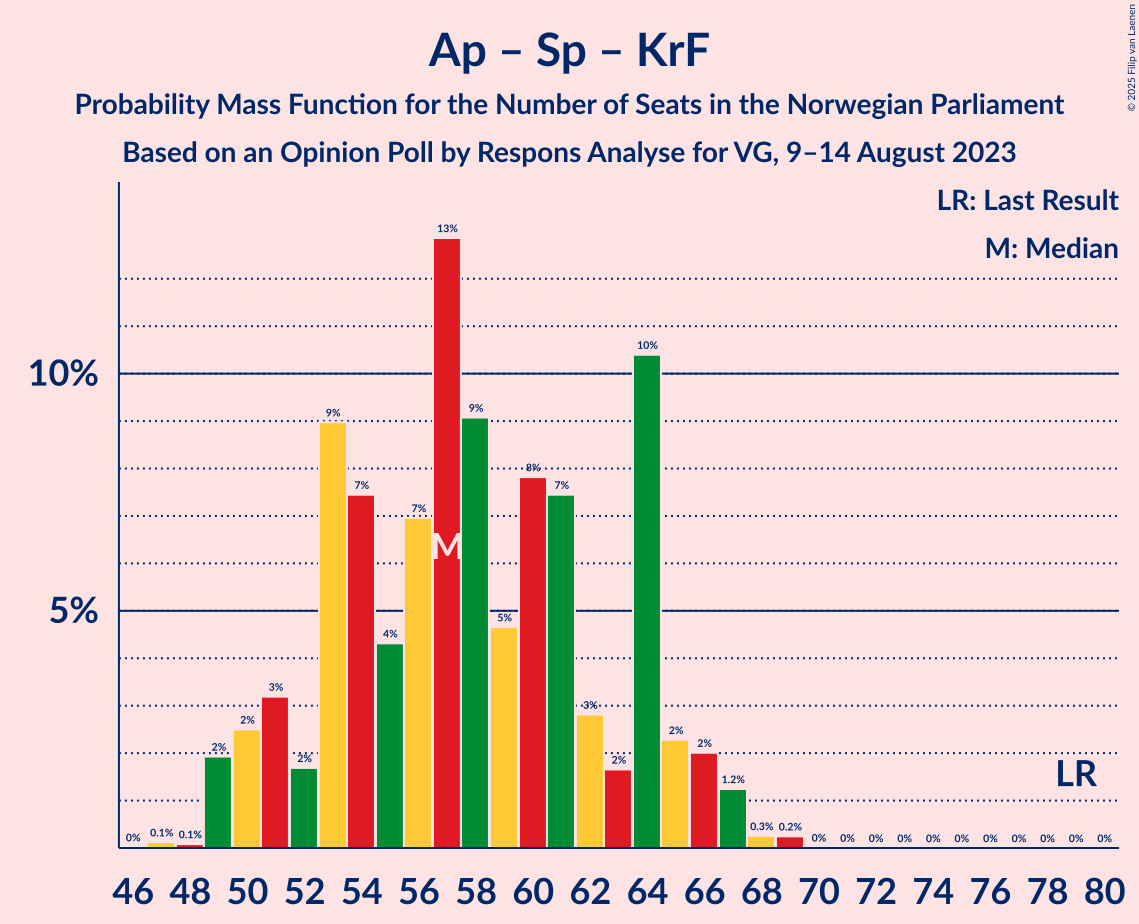 Ap – Sp – KrF
Probability Mass Function for the Number of Seats in the Norwegian Parliament
Based on an Opinion Poll by Respons Analyse for VG, 9–14 August 2023
© 2025 Filip van Laenen
LR: Last Result
M: Median
10%
5%
0% 0.1% 0.1% 2% 2% 3% 2% 9% 7% 4% 7% 13% 9% 5% 8% 7% 3% 2% 10% 2% 2% 1.2% 0.3% 0.2% 0% 0% 0% 0% 0% 0% 0% 0% 0% 0% 0%
M
LR
46 48 50 52 54 56 58 60 62 64 66 68 70 72 74 76 78 80